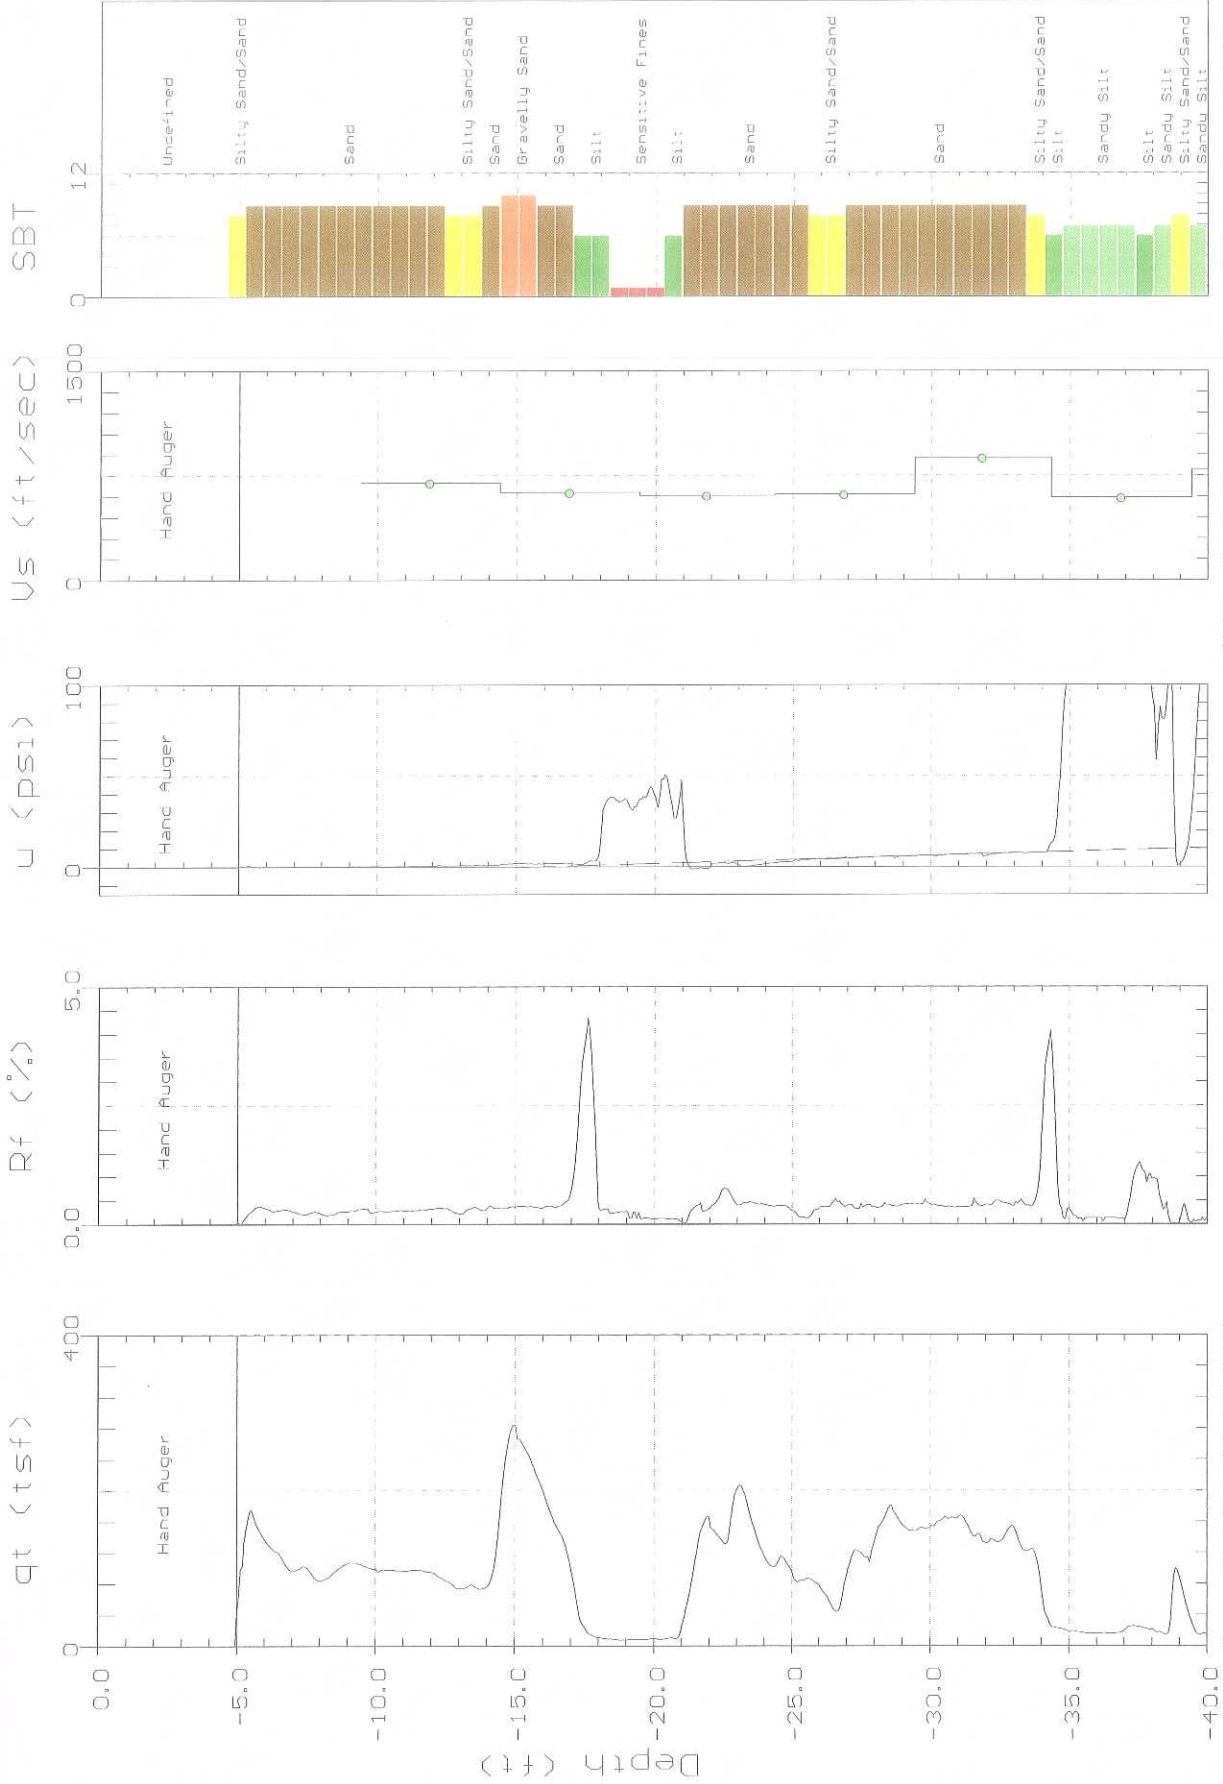 qt (tsf)
Rf (%)
u (psi)
Vs (ft/sec)
SBT
0
400
0.0
5.0
0
100
0
1500
0
12
Depth (ft)
0.0
-5.0
-10.0
-15.0
-20.0
-25.0
-30.0
-35.0
-40.0
Hand Auger
Hand Auger
Hand Auger
Hand Auger
Undefined
Silty Sand/Sand
Sand
Silty Sand/Sand
Sand
Gravelly Sand
Sand
Silt
Sensitive Fines
Silt
Sand
Silty Sand/Sand
Sand
Silty Sand/Sand
Silt
Sandy Silt
Silt
Sandy Silt
Silty Sand/Sand
Sandy Silt